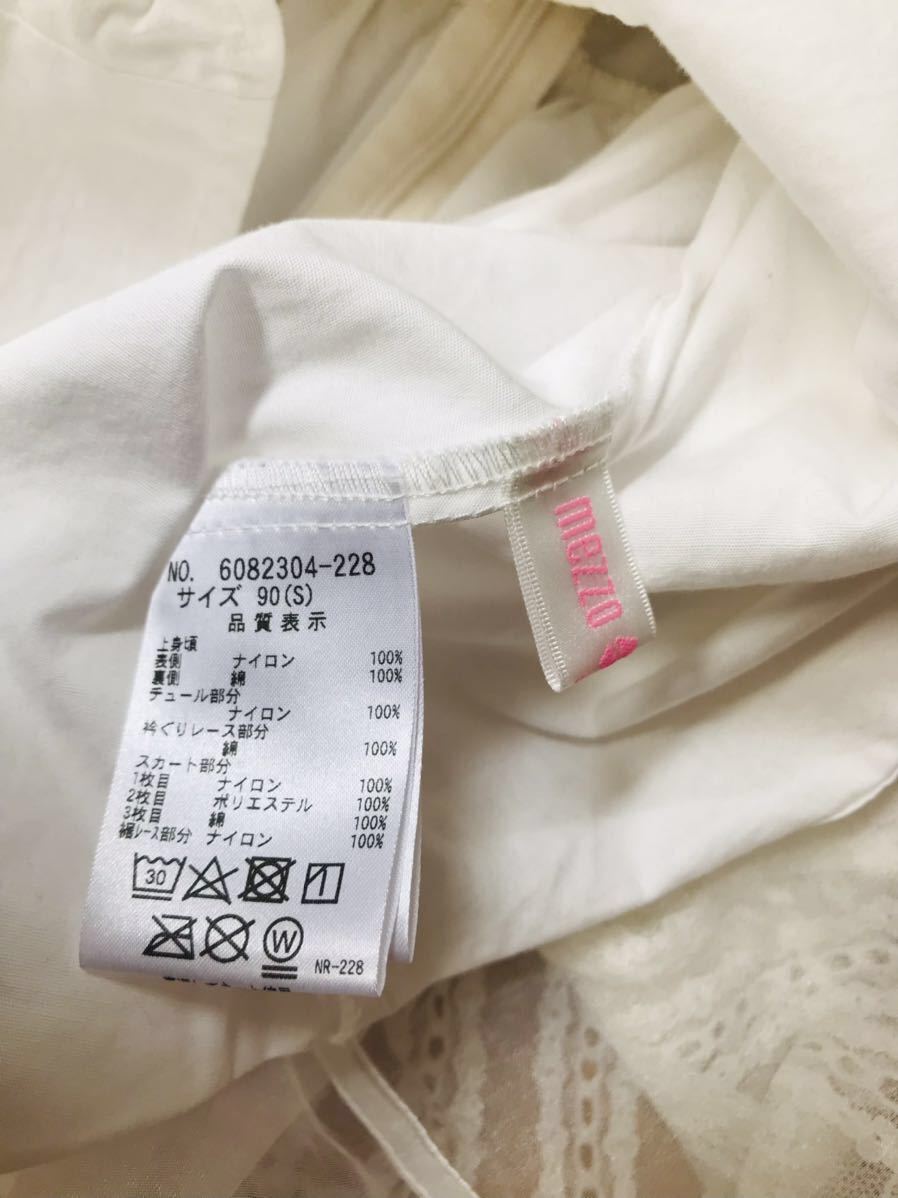 NO. 6082304-228
サイズ 90(S)
品質表示
上身頃
表側 ナイロン 100%
裏側 綿 100%
テュール部分
ナイロン 100%
衿ぐりレース部分
綿 100%
スカート部分
1枚目 ナイロン 100%
2枚目 ポリエステル 100%
3枚目 綿 100%
裾レース部分 ナイロン 100%
30
W
NR-228
mezzo